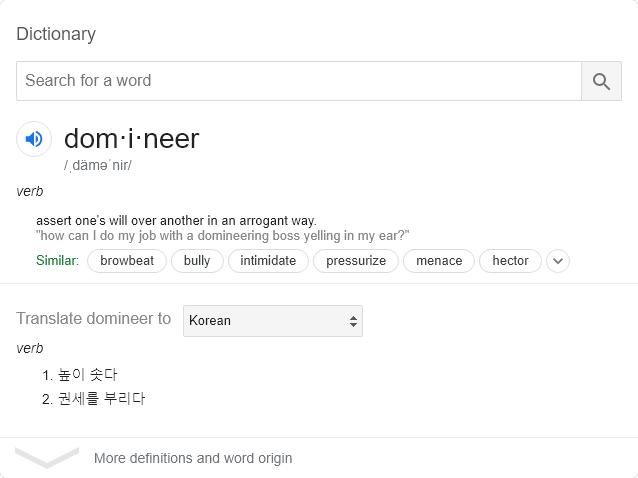 Dictionary
Search for a word
dom·i·neer
/ˌdäməˈnir/
verb
assert one's will over another in an arrogant way.
"how can I do my job with a domineering boss yelling in my ear?"
Similar: browbeat bully intimidate pressurize menace hector
Translate domineer to Korean
verb
1. 높이 솟다
2. 권세를 부리다
More definitions and word origin